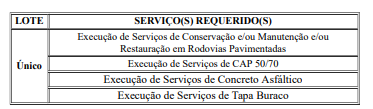 LOTE SERVIÇO(S) REQUERIDO(S)
Único
Execução de Serviços de Conservação e/ou Manutenção e/ou
Restauração em Rodovias Pavimentadas
Execução de Serviços de CAP 50/70
Execução de Serviços de Concreto Asfáltico
Execução de Serviços de Tapa Buraco